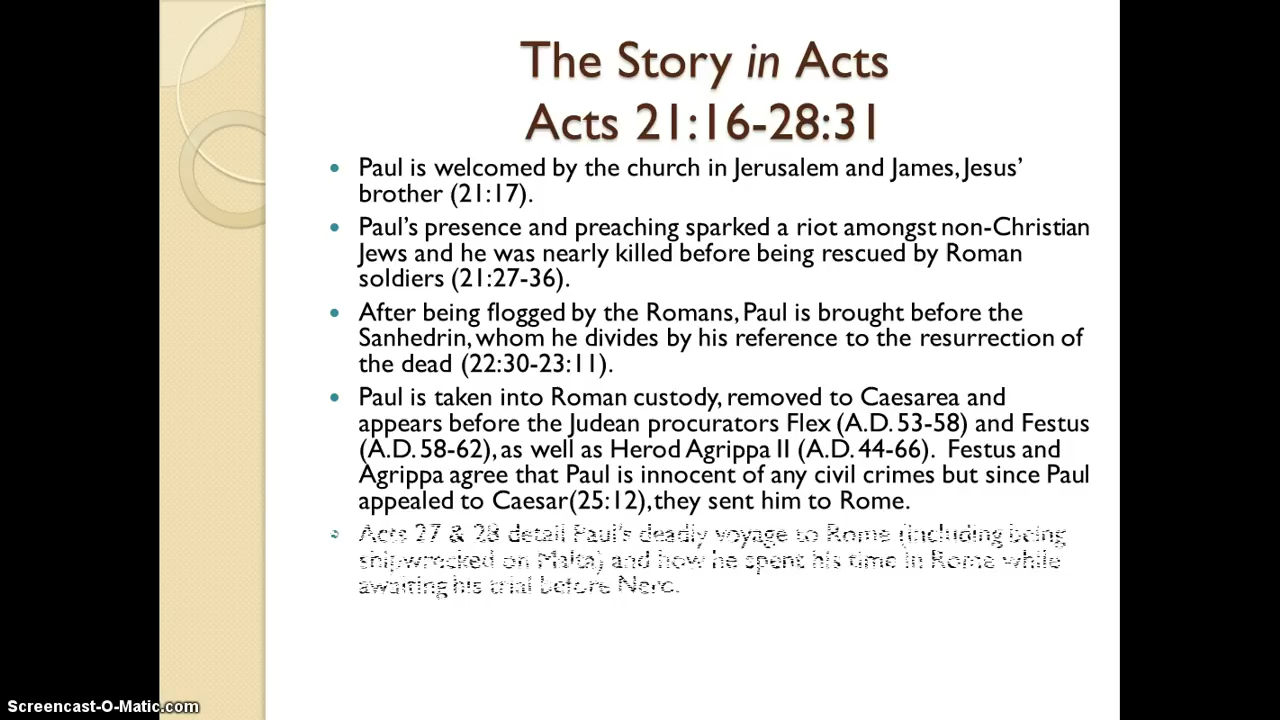 The Story in Acts
Acts 21:16-28:31
• Paul is welcomed by the church in Jerusalem and James, Jesus’
brother (21:17).
• Paul’s presence and preaching sparked a riot amongst non-Christian
Jews and he was nearly killed before being rescued by Roman
soldiers (21:27-36).
• After being flogged by the Romans, Paul is brought before the
Sanhedrin, whom he divides by his reference to the resurrection of
the dead (22:30-23:11).
• Paul is taken into Roman custody, removed to Caesarea and
appears before the Judean procurators Flex (A.D. 53-58) and Festus
(A.D. 58-62), as well as Herod Agrippa II (A.D. 44-66).  Festus and
Agrippa agree that Paul is innocent of any civil crimes but since Paul
appealed to Caesar(25:12), they sent him to Rome.
• Acts 27 & 28 detail Paul’s deadly voyage to Rome (including being
shipwrecked on Malta) and how he spent his time in Rome while
awaiting his trial before Nero.
Screencast-O-Matic.com